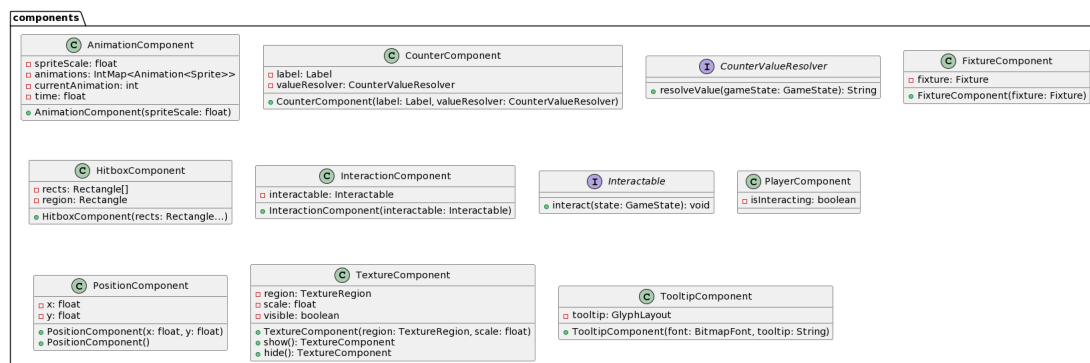 components
C AnimationComponent
spriteScale: float
animations: IntMap<Animation<Sprite>>
currentAnimation: int
time: float
AnimationComponent(spriteScale: float)
C CounterComponent
label: Label
valueResolver: CounterValueResolver
CounterComponent(label: Label, valueResolver: CounterValueResolver)
I CounterValueResolver
resolveValue(gameState: GameState): String
C FixtureComponent
fixture: Fixture
FixtureComponent(fixture: Fixture)
C HitboxComponent
rects: Rectangle[]
region: Rectangle
HitboxComponent(rects: Rectangle...)
C InteractionComponent
interactable: Interactable
InteractionComponent(interactable: Interactable)
I Interactable
interact(state: GameState): void
C PlayerComponent
isInteracting: boolean
C PositionComponent
x: float
y: float
PositionComponent(x: float, y: float)
PositionComponent()
C TextureComponent
region: TextureRegion
scale: float
visible: boolean
TextureComponent(region: TextureRegion, scale: float)
show(): TextureComponent
hide(): TextureComponent
C TooltipComponent
tooltip: GlyphLayout
TooltipComponent(font: BitmapFont, tooltip: String)